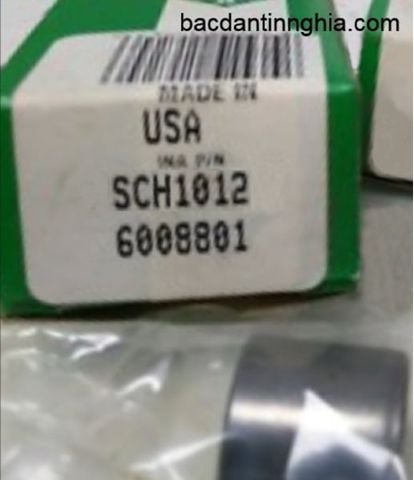 bacdantinnghia.com
MADE IN
USA
INA P/N
SCH1012
6008801